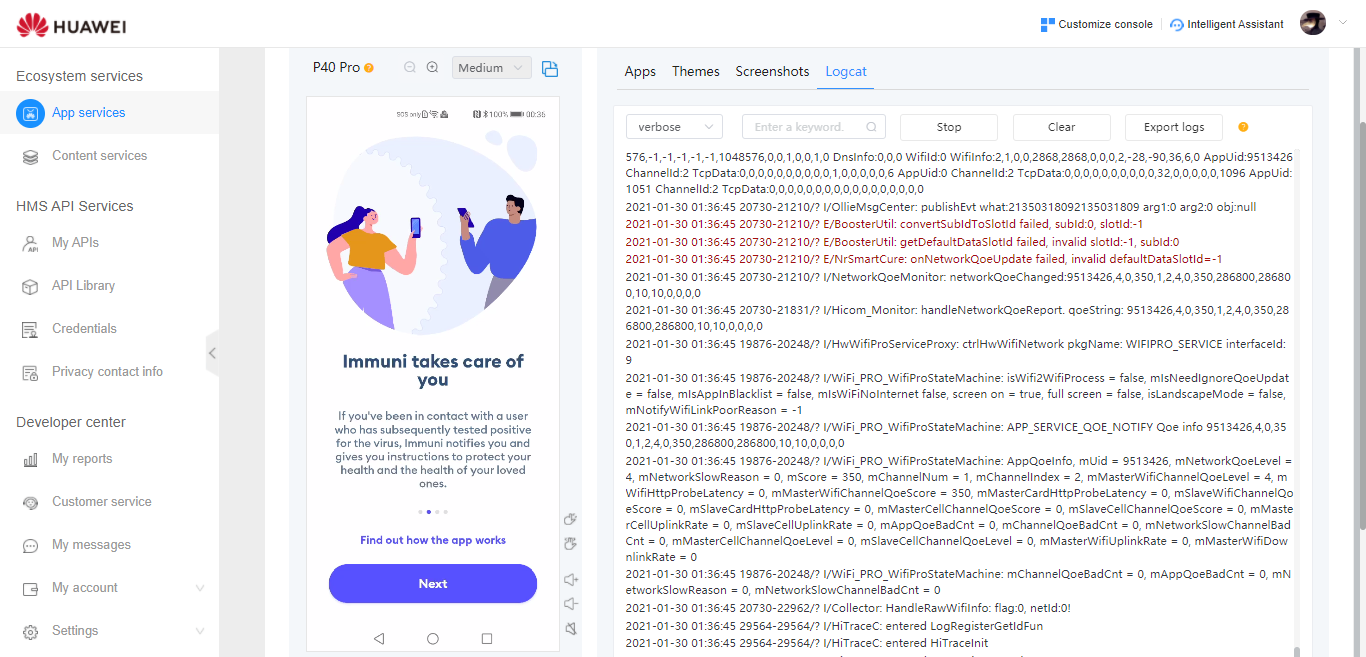 HUAWEI
Customize console
Intelligent Assistant
Ecosystem services
App services
Content services
HMS API Services
My APIs
API Library
Credentials
Privacy contact info
Developer center
My reports
Customer service
My messages
My account
Settings
P40 Pro
Medium
SOS only
100%
00:36
Immuni takes care of
you
If you've been in contact with a user
who has subsequently tested positive
for the virus, Immuni notifies you and
gives you instructions to protect your
health and the health of your loved
ones.
Find out how the app works
Next
Apps Themes Screenshots Logcat
verbose
Enter a keyword.
Stop
Clear
Export logs
576,-1,-1,-1,-1,-1,1048576,0,0,1,0,0,1,0 DnsInfo:0,0,0 WifiId:0 WifiInfo:2,1,0,0,2868,2868,0,0,0,2,-28,-90,36,6,0 AppUid:9513426
ChannelId:2 TcpData:0,0,0,0,0,0,0,0,0,0,1,0,0,0,0,0,6 AppUid:0 ChannelId:2 TcpData:0,0,0,0,0,0,0,0,0,0,32,0,0,0,0,0,1096 AppUid:
1051 ChannelId:2 TcpData:0,0,0,0,0,0,0,0,0,0,0,0,0,0,0,0,0
2021-01-30 01:36:45 20730-21210/? I/OllieMsgCenter: publishEvt what:21350318092135031809 arg1:0 arg2:0 obj:null
2021-01-30 01:36:45 20730-21210/? E/BoosterUtil: convertSubIdToSlotId failed, subId:0, slotId:-1
2021-01-30 01:36:45 20730-21210/? E/BoosterUtil: getDefaultDataSlotId failed, invalid slotId:-1, subId:0
2021-01-30 01:36:45 20730-21210/? E/NrSmartCure: onNetworkQoeUpdate failed, invalid defaultDataSlotId=-1
2021-01-30 01:36:45 20730-21210/? I/NetworkQoeMonitor: networkQoeChanged:9513426,4,0,350,1,2,4,0,350,286800,28680
0,10,10,0,0,0,0
2021-01-30 01:36:45 20730-21831/? I/Hicom_Monitor: handleNetworkQoeReport. qoeString: 9513426,4,0,350,1,2,4,0,350,286
800,286800,10,10,0,0,0,0
2021-01-30 01:36:45 19876-20248/? I/HwWifiProServiceProxy: ctrlHwWifiNetwork pkgName: WIFIPRO_SERVICE interfaceId:
9
2021-01-30 01:36:45 19876-20248/? I/WiFi_PRO_WifiProStateMachine: isWifi2WifiProcess = false, mIsNeedIgnoreQoeUpdat
e = false, mIsAppInBlacklist = false, mIsWiFiNoInternet false, screen on = true, full screen = false, isLandscapeMode = false,
mNotifyWifiLinkPoorReason = -1
2021-01-30 01:36:45 19876-20248/? I/WiFi_PRO_WifiProStateMachine: APP_SERVICE_QOE_NOTIFY Qoe info 9513426,4,0,35
0,1,2,4,0,350,286800,286800,10,10,0,0,0,0
2021-01-30 01:36:45 19876-20248/? I/WiFi_PRO_WifiProStateMachine: AppQoeInfo, mUid = 9513426, mNetworkQoeLevel =
4, mNetworkSlowReason = 0, mScore = 350, mChannelNum = 1, mChannelIndex = 2, mMasterWifiChannelQoeLevel = 4, m
WifiHttpProbeLatency = 0, mMasterWifiChannelQoeScore = 350, mMasterCardHttpProbeLatency = 0, mSlaveWifiChannelQo
eScore = 0, mSlaveCardHttpProbeLatency = 0, mMasterCellChannelQoeScore = 0, mSlaveCellChannelQoeScore = 0, mMaste
rCellUplinkRate = 0, mSlaveCellUplinkRate = 0, mAppQoeBadCnt = 0, mChannelQoeBadCnt = 0, mNetworkSlowChannelBad
Cnt = 0, mMasterCellChannelQoeLevel = 0, mSlaveCellChannelQoeLevel = 0, mMasterWifiUplinkRate = 0, mMasterWifiDow
nlinkRate = 0
2021-01-30 01:36:45 19876-20248/? I/WiFi_PRO_WifiProStateMachine: mChannelQoeBadCnt = 0, mAppQoeBadCnt = 0, mN
etworkSlowReason = 0, mNetworkSlowChannelBadCnt = 0
2021-01-30 01:36:45 20730-22962/? I/Collector: HandleRawWifiInfo: flag:0, netId:0!
2021-01-30 01:36:45 29564-29564/? I/HiTraceC: entered LogRegisterGetIdFun
2021-01-30 01:36:45 29564-29564/? I/HiTraceC: entered HiTraceInit